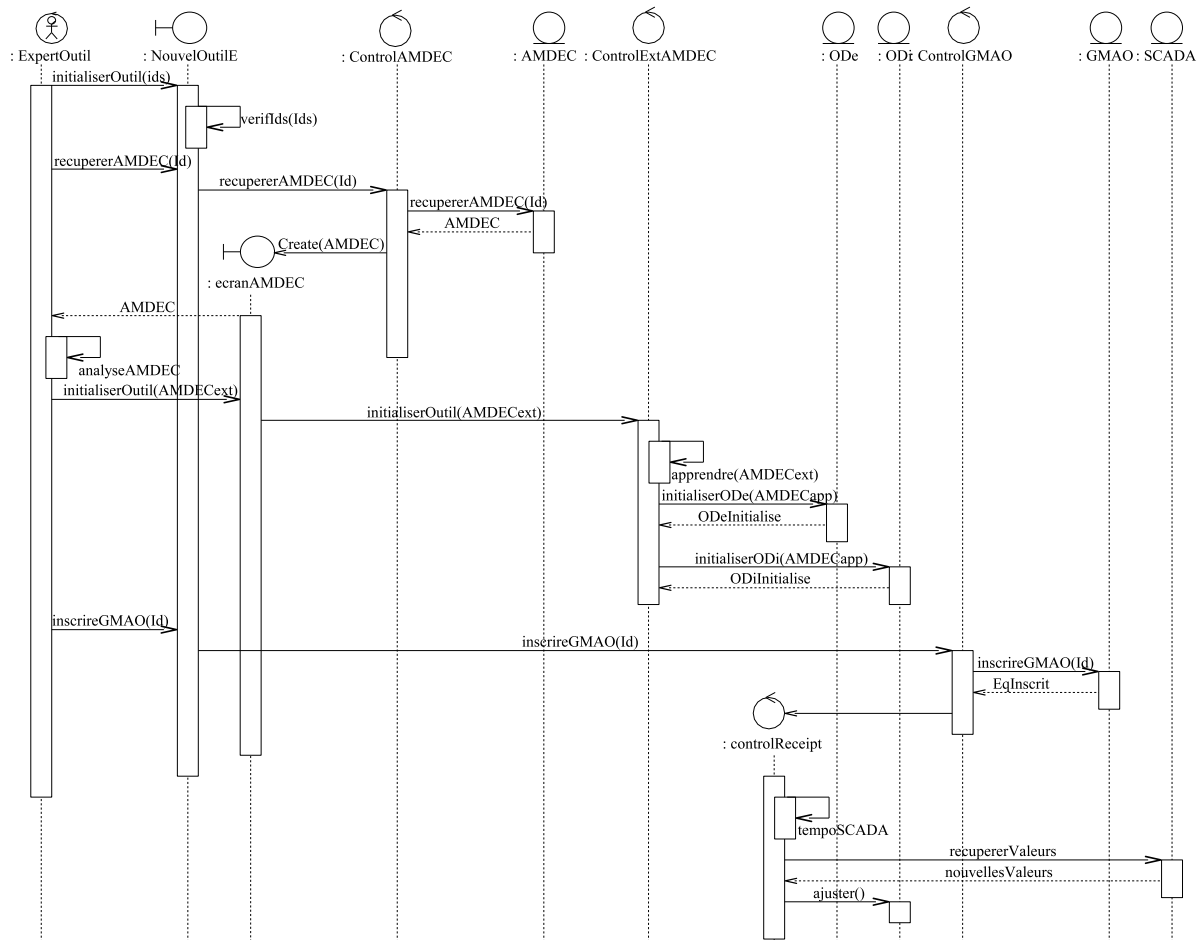 : ExpertOutil
: NouvelOutilE
: ControlAMDEC
: AMDEC
: ControlExtAMDEC
: ODe
: ODi
: ControlGMAO
: GMAO
: SCADA
initialiserOutil(ids)
verifIds(Ids)
recupererAMDEC(Id)
recupererAMDEC(Id)
recupererAMDEC(Id)
AMDEC
Create(AMDEC)
: ecranAMDEC
AMDEC
analyseAMDEC
initialiserOutil(AMDECext)
initialiserOutil(AMDECext)
apprendre(AMDECext)
initialiserODe(AMDECapp)
ODeInitialise
initialiserODi(AMDECapp)
ODiInitialise
inscrireGMAO(Id)
inscrireGMAO(Id)
inscrireGMAO(Id)
EqInscrit
: controlReceipt
tempoSCADA
recupererValeurs
nouvellesValeurs
ajuster()